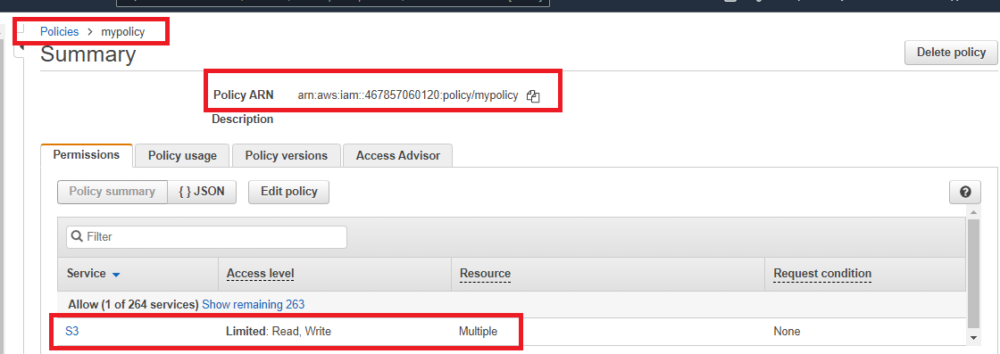 Policies > mypolicy
Summary
Delete policy
Policy ARN arn:aws:iam::467857060120:policy/mypolicy
Description
Permissions Policy usage Policy versions Access Advisor
Policy summary { } JSON Edit policy ?
Filter
Service Access level Resource Request condition
Allow (1 of 264 services) Show remaining 263
S3 Limited: Read, Write Multiple None